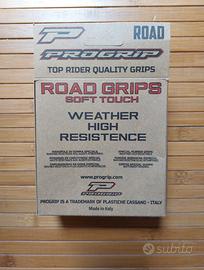 PROGRIP
ROAD
TOP RIDER QUALITY GRIPS
ROAD GRIPS
SOFT TOUCH
WEATHER
HIGH
RESISTENCE
www.progrip.com
PROGRIP
PROGRIP IS A TRADEMARK OF PLASTICHE CASSANO - ITALY
Made in Italy
subito